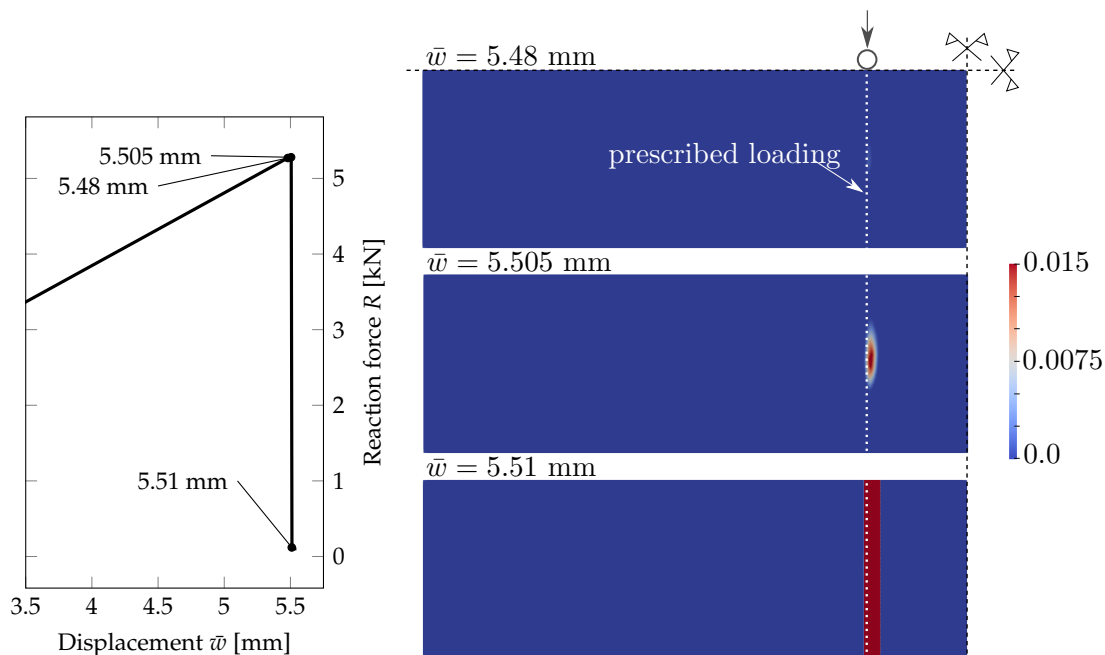 5.505 mm
5.48 mm
5.51 mm
5
4
3
2
1
0
Reaction force R [kN]
3.5 4 4.5 5 5.5
Displacement w̄ [mm]
w̄ = 5.48 mm
prescribed loading
w̄ = 5.505 mm
w̄ = 5.51 mm
0.015
0.0075
0.0